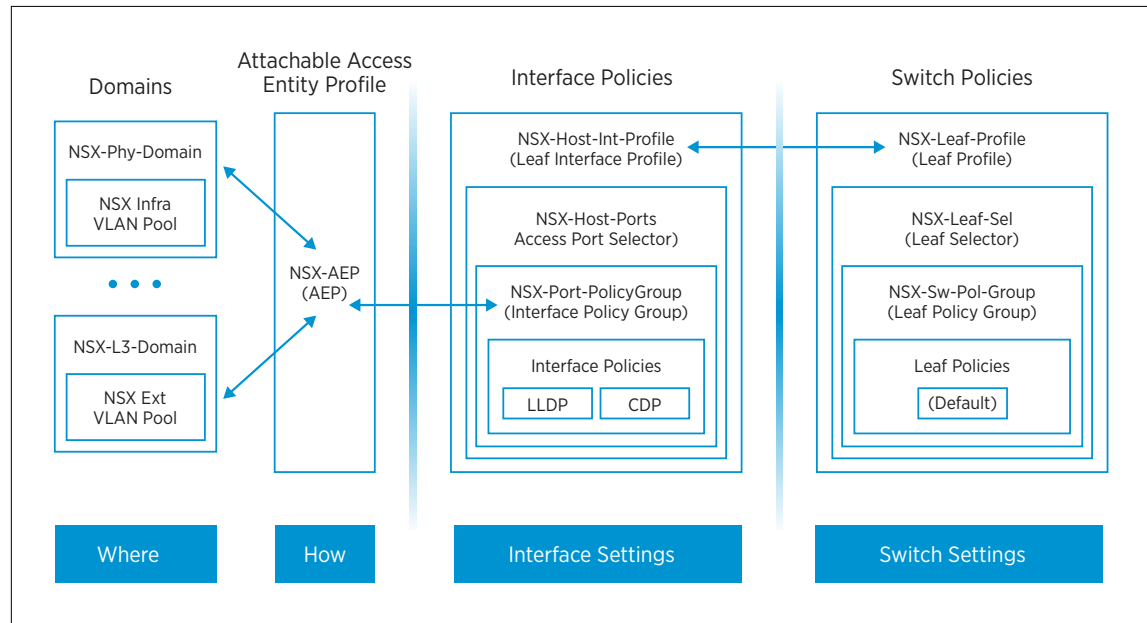 Domains
NSX-Phy-Domain
NSX Infra
VLAN Pool
NSX-L3-Domain
NSX Ext
VLAN Pool
Where
Attachable Access
Entity Profile
NSX-AEP
(AEP)
How
Interface Policies
NSX-Host-Int-Profile
(Leaf Interface Profile)
NSX-Host-Ports
Access Port Selector)
NSX-Port-PolicyGroup
(Interface Policy Group)
Interface Policies
LLDP
CDP
Interface Settings
Switch Policies
NSX-Leaf-Profile
(Leaf Profile)
NSX-Leaf-Sel
(Leaf Selector)
NSX-Sw-Pol-Group
(Leaf Policy Group)
Leaf Policies
(Default)
Switch Settings